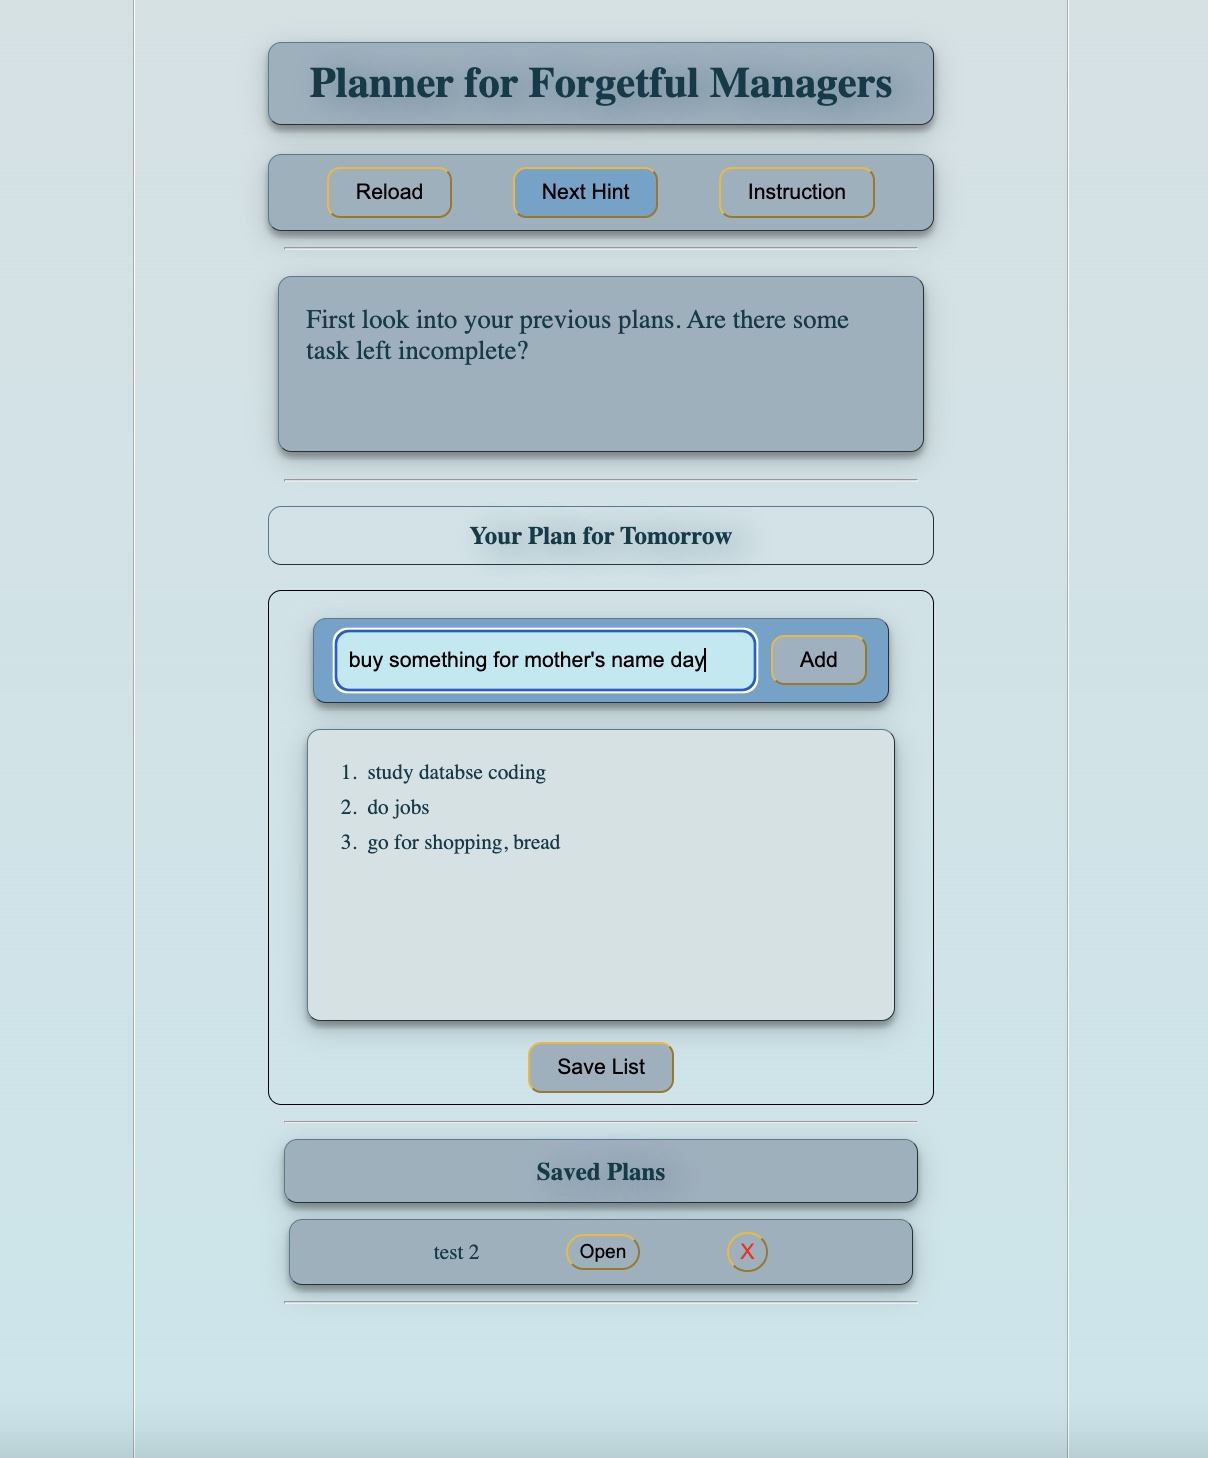 Planner for Forgetful Managers
Reload
Next Hint
Instruction
First look into your previous plans. Are there some
task left incomplete?
Your Plan for Tomorrow
buy something for mother's name day
Add
1. study databse coding
2. do jobs
3. go for shopping, bread
Save List
Saved Plans
test 2
Open
X